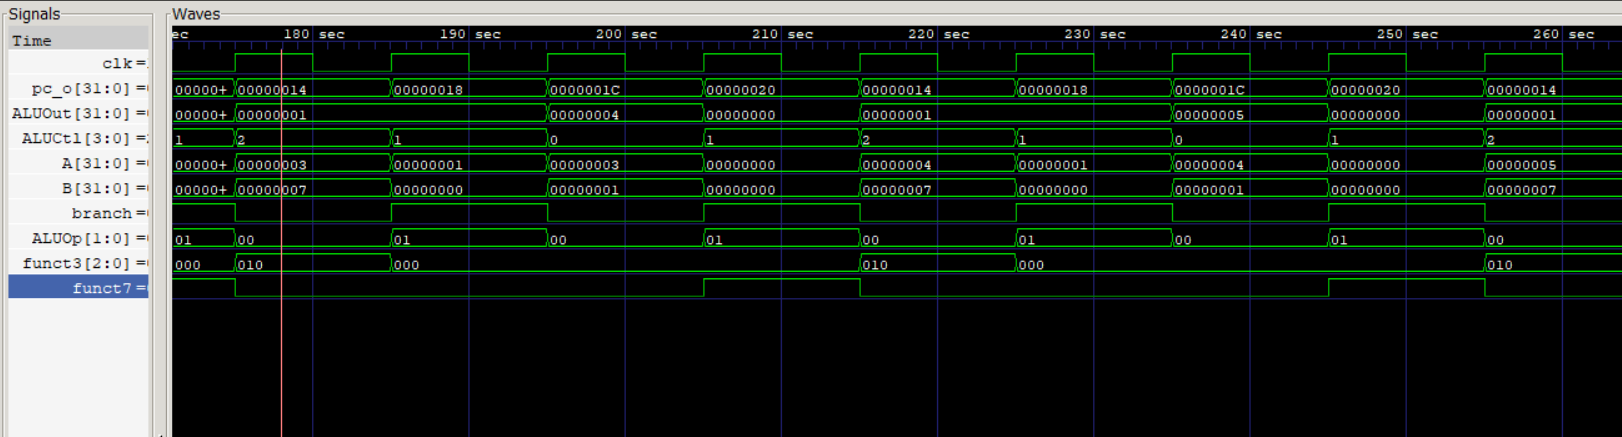 Signals
Waves
Time
ec 180 sec 190 sec 200 sec 210 sec 220 sec 230 sec 240 sec 250 sec 260 sec
clk=
pc_o[31:0] = 00000+ 00000014 00000018 0000001C 00000020 00000014 00000018 0000001C 00000020 00000014
ALUOut[31:0] = 00000+ 00000001 00000004 00000000 00000001 00000005 00000000 00000001
ALUCtl[3:0] = 1 2 1 0 1 2 1 0 1 2
A[31:0] = 00000+ 00000003 00000001 00000003 00000000 00000004 00000001 00000004 00000000 00000005
B[31:0] = 00000+ 00000007 00000000 00000001 00000000 00000007 00000000 00000001 00000000 00000007
branch =
ALUOp[1:0] = 01 00 01 00 01 00 01 00 01 00
funct3[2:0] = 000 010 000 010 000 010
funct7 =